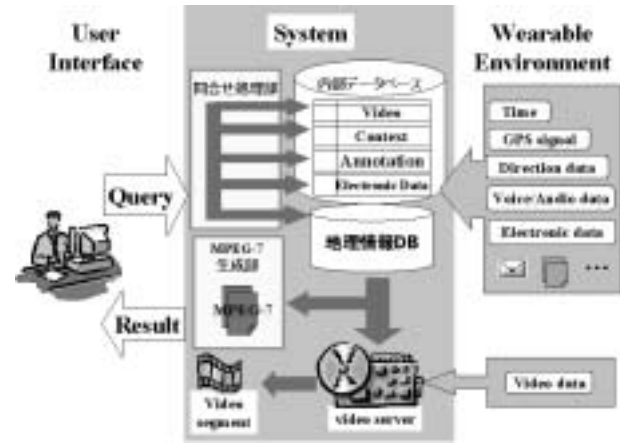 User
Interface
System
Wearable
Environment
問合せ処理部
内部データベース
Video
Context
Annotation
Electronic Data
地理情報DB
Query
Result
MPEG-7
生成部
MPEG-7
Video
segment
video server
Time
GPS signal
Direction data
Voice/Audio data
Electronic data
...
Video data